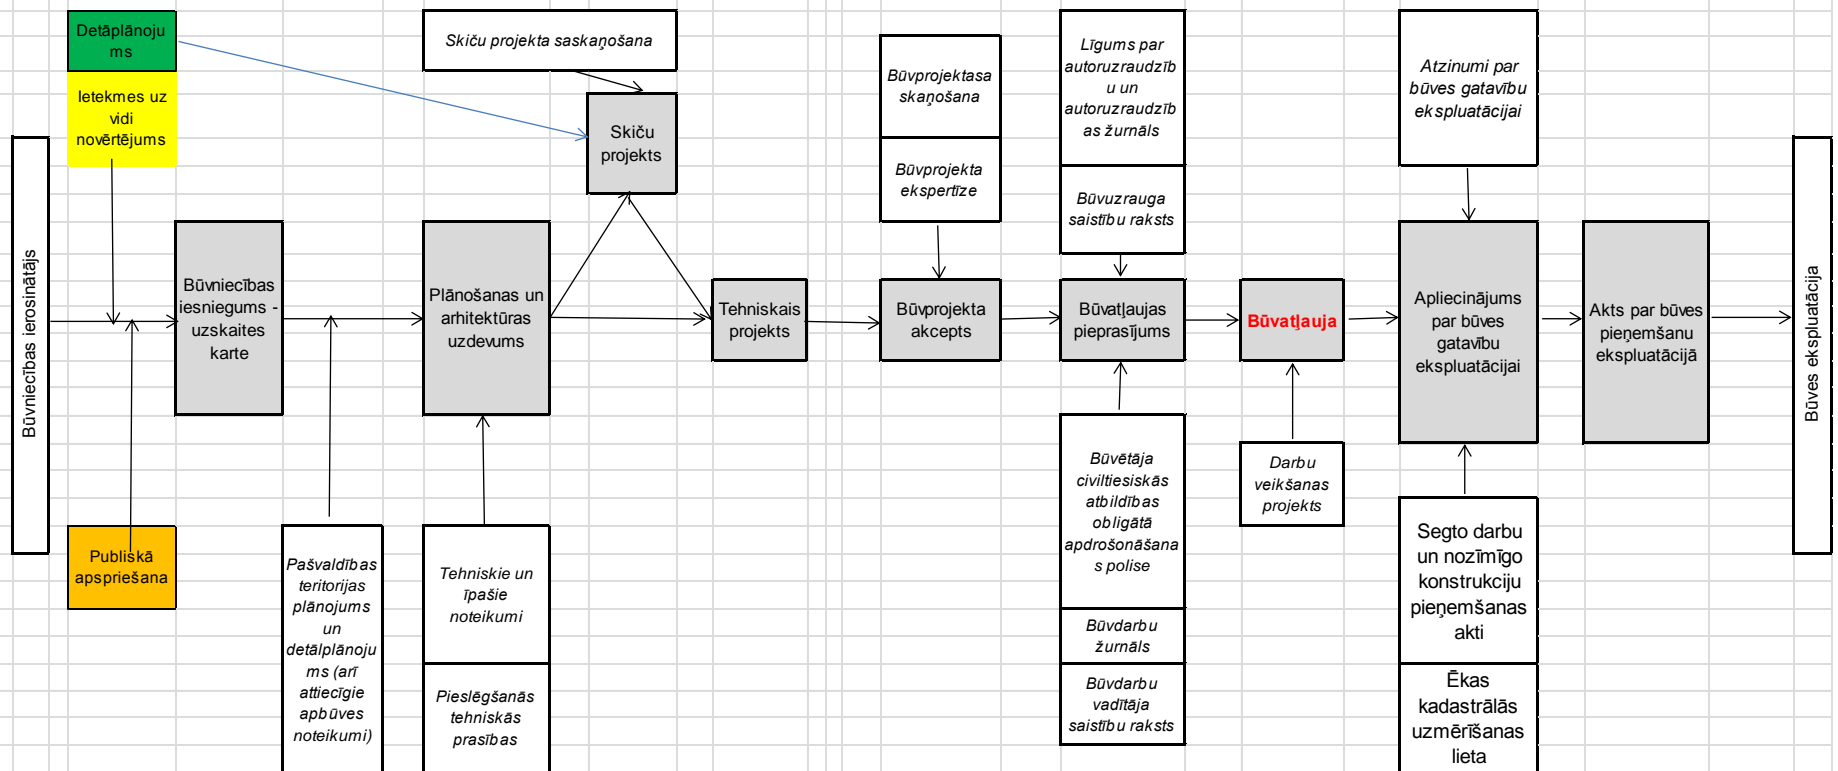 Detāplānoju
ms
Ietekmes uz
vidi
novērtējums
Būvniecības ierosinātājs
Publiskā
apspriešana
Būvniecības
iesniegums -
uzskaites
karte
Pašvaldības
teritorijas
plānojums
un
detālplānoju
ms (arī
attiecīgie
apbūves
noteikumi)
Skiču projekta saskaņošana
Skiču
projekts
Plānošanas un
arhitektūras
uzdevums
Tehniskie un
īpašie
noteikumi
Pieslēgšanās
tehniskās
prasības
Tehniskais
projekts
Būvprojektasa
skaņošana
Būvprojekta
ekspertīze
Būvprojekta
akcepts
Līgums par
autoruzraudzīb
u un
autoruzraudzīb
as žurnāls
Būvuzrauga
saistību raksts
Būvatļaujas
pieprasījums
Būvētāja
civiltiesiskās
atbildības
obligātā
apdrošonāšana
s polise
Būvdarbu
žurnāls
Būvdarbu
vadītāja
saistību raksts
Būvatļauja
Darbu
veikšanas
projekts
Atzinumi par
būves gatavību
ekspluatācijai
Apliecinājums
par būves
gatavību
ekspluatācijai
Segto darbu
un nozīmīgo
konstrukciju
pieņemšanas
akti
Ēkas
kadastrālās
uzmērīšanas
lieta
Akts par būves
pieņemšanu
ekspluatācijā
Būves ekspluatācija